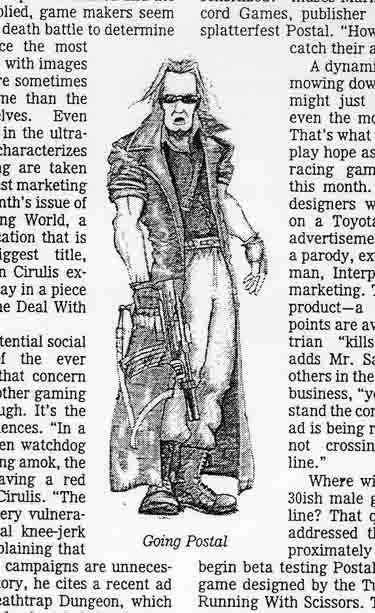 plied, game makers seem
death battle to determine
ce the most
with images
re sometimes
me than the
elves. Even
in the ultra-
characterizes
ng are taken
est marketing
nth's issue of
ng World, a
ation that is
iggest title,
n Cirulis ex-
ay in a piece
ne Deal With
tential social
f the ever
that concern
other gaming
ugh. It's the
ences. "In a
en watchdog
ng amok, the
aving a red
Cirulis. "The
ery vulnera-
al knee-jerk
plaining that
campaigns are unneces-
tory, he cites a recent ad
eathtrap Dungeon, which
Going Postal
cord Games, publisher
splatterfest Postal. "How
catch their a
A dynami
mowing dow
might just
even the mo
That's what
play hope as
racing gam
this month.
designers w
on a Toyota
advertiseme
a parody, ex
man, Interp
marketing. T
product—a
points are av
trian "kills
adds Mr. Sa
others in the
business, "y
stand the con
ad is being r
not crossin
line."
Where wi
30ish male g
line? That q
addressed th
proximately
begin beta testing Postal
game designed by the Tu
Running With Scissors. T